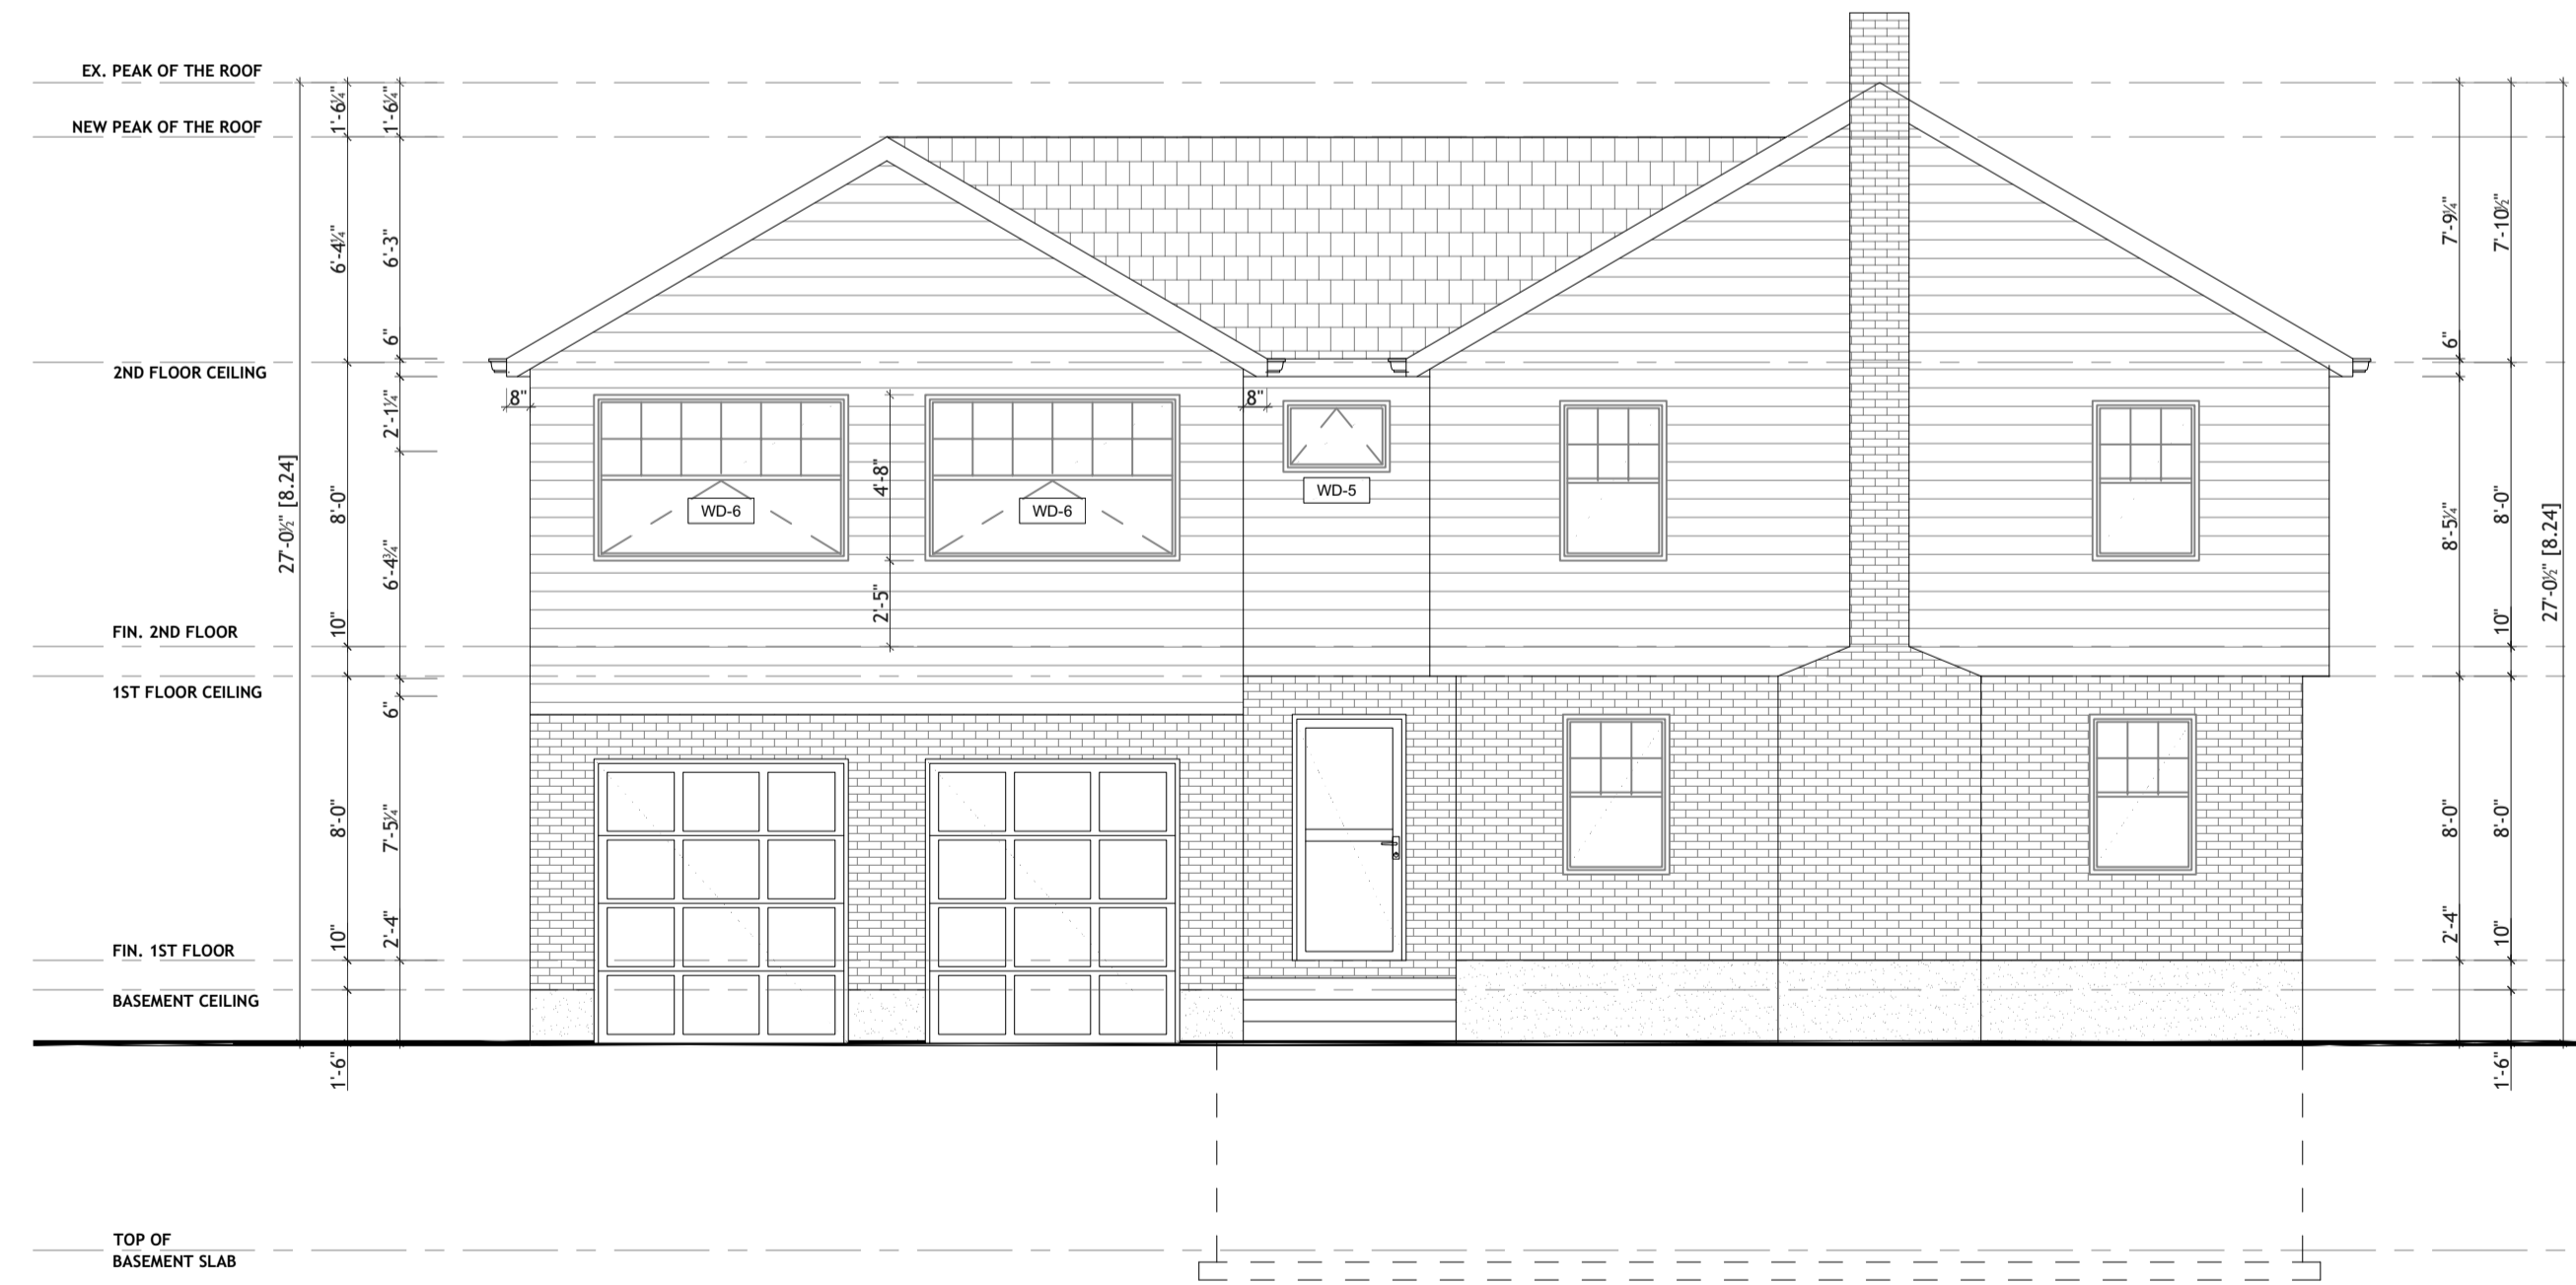 EX. PEAK OF THE ROOF
NEW PEAK OF THE ROOF
2ND FLOOR CEILING
FIN. 2ND FLOOR
1ST FLOOR CEILING
FIN. 1ST FLOOR
BASEMENT CEILING
TOP OF
BASEMENT SLAB
27'-0½" [8.24]
1'-6¼"
6'-4¼"
8'-0"
10"
8'-0"
10"
1'-6"
1'-6¼"
6'-3"
6"
2'-1¼"
6'-4¾"
6"
7'-5¼"
2'-4"
8"
WD-6
4'-8"
2'-5"
WD-6
8"
WD-5
7'-9¼"
6"
8'-5¼"
8'-0"
2'-4"
7'-10½"
8'-0"
10"
8'-0"
10"
1'-6"
27'-0½" [8.24]